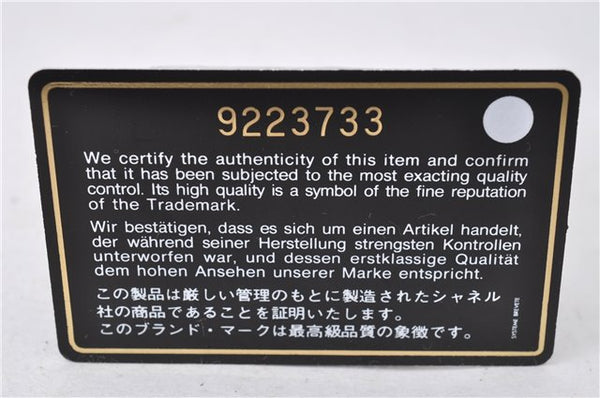 9223733
We certify the authenticity of this item and confirm
that it has been subjected to the most exacting quality
control. Its high quality is a symbol of the fine reputation
of the Trademark.
Wir bestätigen, dass es sich um einen Artikel handelt,
der während seiner Herstellung strengsten Kontrollen
unterworfen war, und dessen erstklassige Qualität
dem hohen Ansehen unserer Marke entspricht.
この製品は厳しい管理のもとに製造されたシャネル
社の商品であることを証明いたします。
このブランド・マークは最高級品質の象徴です。
SYSTEME BREVETE